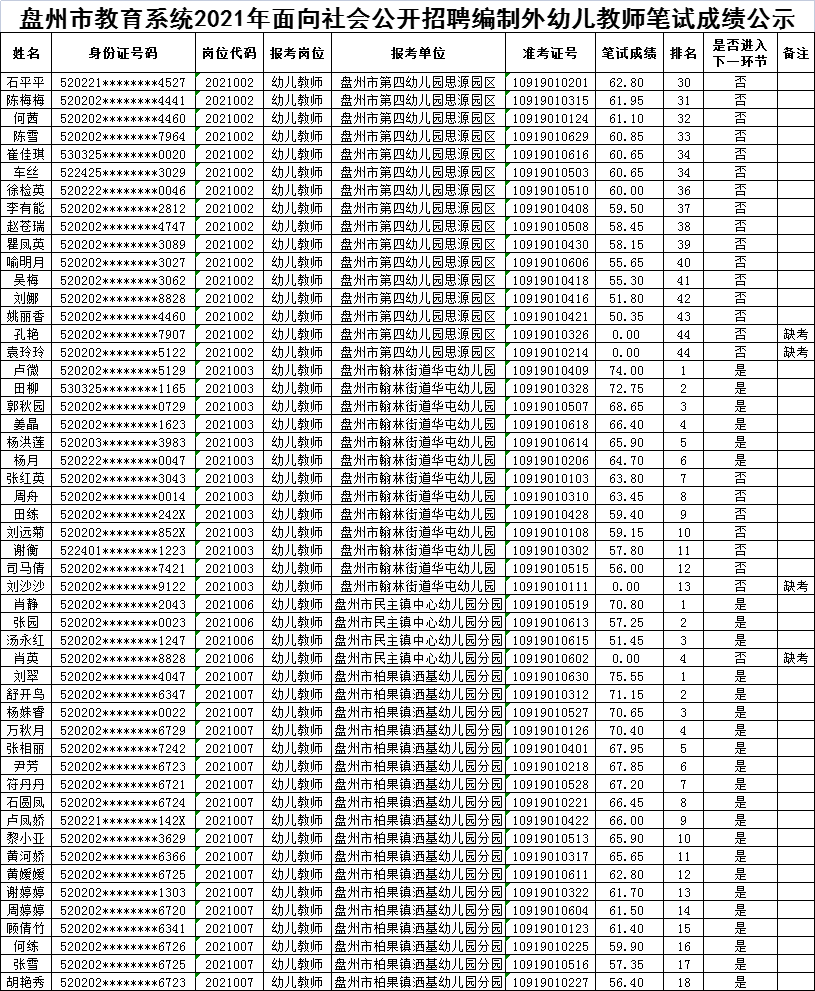 盘州市教育系统2021年面向社会公开招聘编制外幼儿教师笔试成绩公示
姓名 身份证号码 岗位代码 报考岗位 报考单位 准考证号 笔试成绩 排名 是否进入下一环节 备注
石平平 520221********4527 2021002 幼儿教师 盘州市第四幼儿园思源园区 10919010201 62.80 30 否
陈梅梅 520202********4441 2021002 幼儿教师 盘州市第四幼儿园思源园区 10919010315 61.95 31 否
何茜 520202********4460 2021002 幼儿教师 盘州市第四幼儿园思源园区 10919010124 61.10 32 否
陈雪 520202********7964 2021002 幼儿教师 盘州市第四幼儿园思源园区 10919010629 60.85 33 否
崔佳琪 530325********0020 2021002 幼儿教师 盘州市第四幼儿园思源园区 10919010616 60.65 34 否
车丝 522425********3029 2021002 幼儿教师 盘州市第四幼儿园思源园区 10919010503 60.65 34 否
徐检英 520222********0046 2021002 幼儿教师 盘州市第四幼儿园思源园区 10919010510 60.00 36 否
李有能 520202********2812 2021002 幼儿教师 盘州市第四幼儿园思源园区 10919010408 59.50 37 否
赵苍瑞 520202********4747 2021002 幼儿教师 盘州市第四幼儿园思源园区 10919010508 58.45 38 否
瞿凤英 520202********3089 2021002 幼儿教师 盘州市第四幼儿园思源园区 10919010430 58.15 39 否
喻明月 520202********3027 2021002 幼儿教师 盘州市第四幼儿园思源园区 10919010606 55.65 40 否
吴梅 520202********3062 2021002 幼儿教师 盘州市第四幼儿园思源园区 10919010418 55.30 41 否
刘娜 520202********8828 2021002 幼儿教师 盘州市第四幼儿园思源园区 10919010416 51.80 42 否
姚丽香 520202********4460 2021002 幼儿教师 盘州市第四幼儿园思源园区 10919010421 50.35 43 否
孔艳 520202********7907 2021002 幼儿教师 盘州市第四幼儿园思源园区 10919010326 0.00 44 否 缺考
袁玲玲 520202********5122 2021002 幼儿教师 盘州市第四幼儿园思源园区 10919010214 0.00 44 否 缺考
卢微 520202********5129 2021003 幼儿教师 盘州市翰林街道华屯幼儿园 10919010409 74.00 1 是
田柳 530325********1165 2021003 幼儿教师 盘州市翰林街道华屯幼儿园 10919010328 72.75 2 是
郭秋园 520202********0729 2021003 幼儿教师 盘州市翰林街道华屯幼儿园 10919010507 68.65 3 是
姜晶 520202********1623 2021003 幼儿教师 盘州市翰林街道华屯幼儿园 10919010618 66.40 4 是
杨洪莲 520203********3983 2021003 幼儿教师 盘州市翰林街道华屯幼儿园 10919010614 65.90 5 是
杨月 520222********0047 2021003 幼儿教师 盘州市翰林街道华屯幼儿园 10919010206 64.70 6 是
张红英 520202********3043 2021003 幼儿教师 盘州市翰林街道华屯幼儿园 10919010103 63.80 7 否
周舟 520202********0014 2021003 幼儿教师 盘州市翰林街道华屯幼儿园 10919010310 63.45 8 否
田练 520202********242X 2021003 幼儿教师 盘州市翰林街道华屯幼儿园 10919010428 59.40 9 否
刘远菊 520202********852X 2021003 幼儿教师 盘州市翰林街道华屯幼儿园 10919010108 59.15 10 否
谢衡 522401********1223 2021003 幼儿教师 盘州市翰林街道华屯幼儿园 10919010302 57.80 11 否
司马倩 520202********7421 2021003 幼儿教师 盘州市翰林街道华屯幼儿园 10919010515 56.00 12 否
刘沙沙 520202********9122 2021003 幼儿教师 盘州市翰林街道华屯幼儿园 10919010111 0.00 13 否 缺考
肖静 520202********2043 2021006 幼儿教师 盘州市民主镇中心幼儿园分园 10919010519 70.80 1 是
张园 520202********0023 2021006 幼儿教师 盘州市民主镇中心幼儿园分园 10919010613 57.25 2 是
汤永红 520202********1247 2021006 幼儿教师 盘州市民主镇中心幼儿园分园 10919010615 51.45 3 是
肖英 520202********8828 2021006 幼儿教师 盘州市民主镇中心幼儿园分园 10919010602 0.00 4 否 缺考
刘翠 520202********4047 2021007 幼儿教师 盘州市柏果镇洒基幼儿园分园 10919010630 75.55 1 是
舒开鸟 520202********6347 2021007 幼儿教师 盘州市柏果镇洒基幼儿园分园 10919010312 71.15 2 是
杨姝睿 520202********0022 2021007 幼儿教师 盘州市柏果镇洒基幼儿园分园 10919010527 70.65 3 是
万秋月 520202********6729 2021007 幼儿教师 盘州市柏果镇洒基幼儿园分园 10919010126 70.40 4 是
张相丽 520202********7242 2021007 幼儿教师 盘州市柏果镇洒基幼儿园分园 10919010401 67.95 5 是
尹芳 520202********6723 2021007 幼儿教师 盘州市柏果镇洒基幼儿园分园 10919010218 67.85 6 是
符丹丹 520202********6721 2021007 幼儿教师 盘州市柏果镇洒基幼儿园分园 10919010528 67.20 7 是
石圆凤 520202********6724 2021007 幼儿教师 盘州市柏果镇洒基幼儿园分园 10919010221 66.45 8 是
卢凤娇 520221********142X 2021007 幼儿教师 盘州市柏果镇洒基幼儿园分园 10919010422 66.00 9 是
黎小亚 520202********3629 2021007 幼儿教师 盘州市柏果镇洒基幼儿园分园 10919010513 65.90 10 是
黄河娇 520202********6366 2021007 幼儿教师 盘州市柏果镇洒基幼儿园分园 10919010317 65.65 11 是
黄嫒嫒 520202********6725 2021007 幼儿教师 盘州市柏果镇洒基幼儿园分园 10919010611 62.80 12 是
谢婷婷 520202********1303 2021007 幼儿教师 盘州市柏果镇洒基幼儿园分园 10919010322 61.70 13 是
周婷婷 520202********6720 2021007 幼儿教师 盘州市柏果镇洒基幼儿园分园 10919010604 61.50 14 是
顾倩竹 520202********6341 2021007 幼儿教师 盘州市柏果镇洒基幼儿园分园 10919010123 61.40 15 是
何练 520202********6726 2021007 幼儿教师 盘州市柏果镇洒基幼儿园分园 10919010225 59.90 16 是
张雪 520202********6725 2021007 幼儿教师 盘州市柏果镇洒基幼儿园分园 10919010516 57.35 17 是
胡艳秀 520202********6723 2021007 幼儿教师 盘州市柏果镇洒基幼儿园分园 10919010227 56.40 18 是